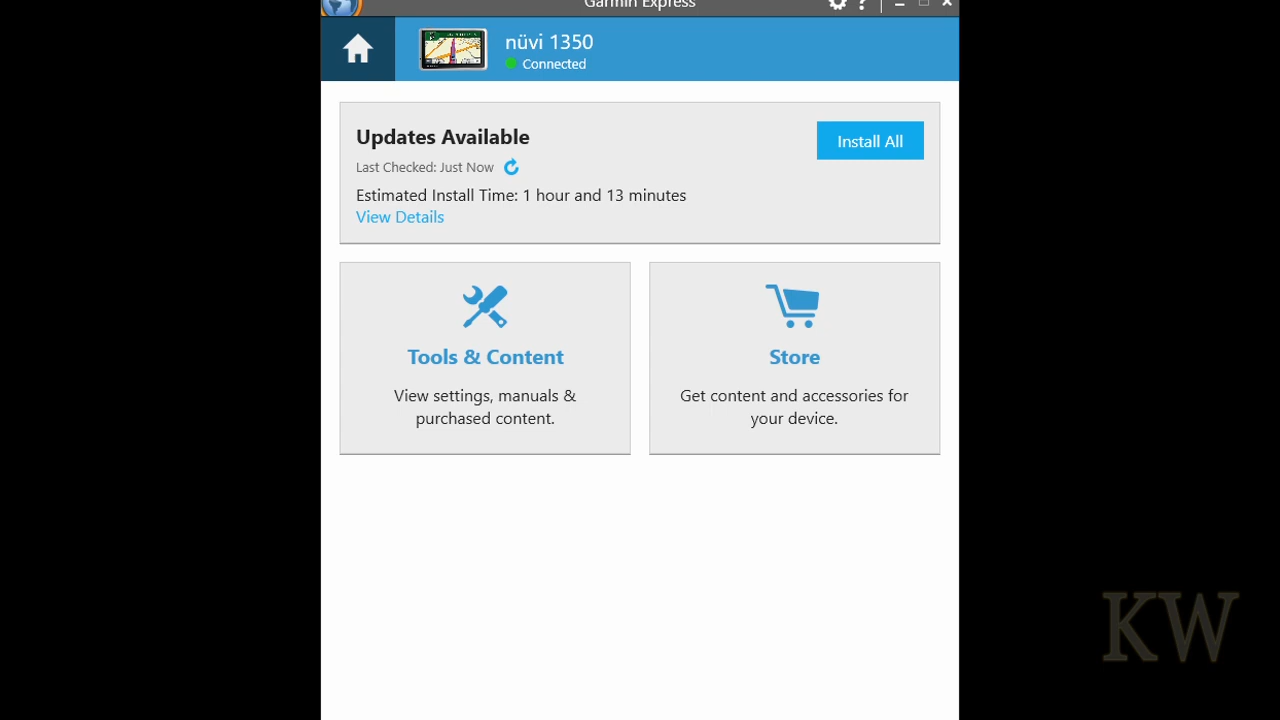 Garmin Express
nüvi 1350
Connected
Updates Available
Install All
Last Checked: Just Now
Estimated Install Time: 1 hour and 13 minutes
View Details
Tools & Content
View settings, manuals &
purchased content.
Store
Get content and accessories for
your device.
KW